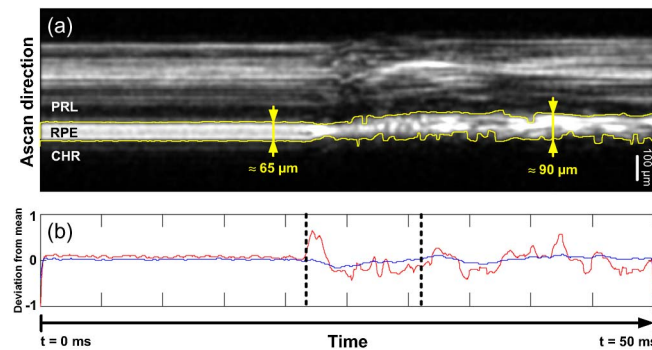 (a)
Ascan direction
PRL
RPE
CHR
≈ 65 µm
≈ 90 µm
100 µm
(b)
Deviation from mean
1
0
-1
t = 0 ms
Time
t = 50 ms